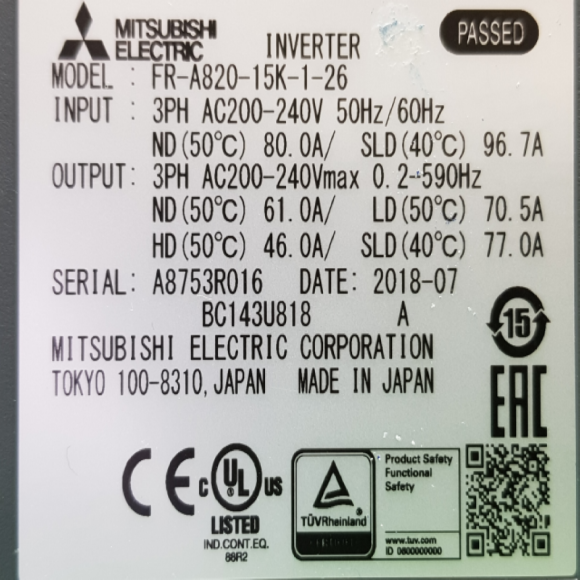 MITSUBISHI
ELECTRIC
INVERTER
PASSED
MODEL : FR-A820-15K-1-26
INPUT : 3PH AC200-240V 50Hz/60Hz
ND(50℃) 80.0A/ SLD(40℃) 96.7A
OUTPUT: 3PH AC200-240Vmax 0.2-590Hz
ND(50℃) 61.0A/ LD(50℃) 70.5A
HD(50℃) 46.0A/ SLD(40℃) 77.0A
SERIAL: A8753R016 DATE: 2018-07
BC143U818 A
MITSUBISHI ELECTRIC CORPORATION
TOKYO 100-8310, JAPAN MADE IN JAPAN
15
EAC
CE
c UL US
LISTED
IND.CONT.EQ.
88R2
TÜVRheinland
Product Safety
Functional
Safety
www.tuv.com
ID 0600000000